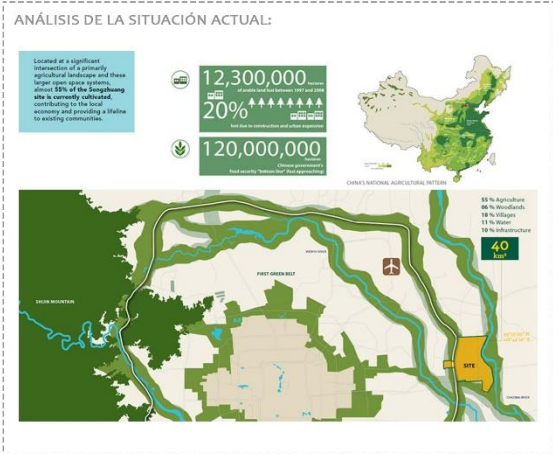 ANÁLISIS DE LA SITUACIÓN ACTUAL:
Located at a significant
intersection of a primarily
agricultural landscape and these
larger open space systems,
almost 55% of the Songzhuang
site is currently cultivated,
contributing to the local
economy and providing a lifeline
to existing communities.
12,300,000 hectares
of arable land lost between 1997 and 2008
20%
lost due to construction and urban expansion
120,000,000
hectares
Chinese government's
food security "bottom line" (fast approaching)
CHINA'S NATIONAL AGRICULTURAL PATTERN
55 % Agriculture
06 % Woodlands
18 % Villages
11 % Water
10 % Infrastructure
40
km²
FIRST GREEN BELT
SITE